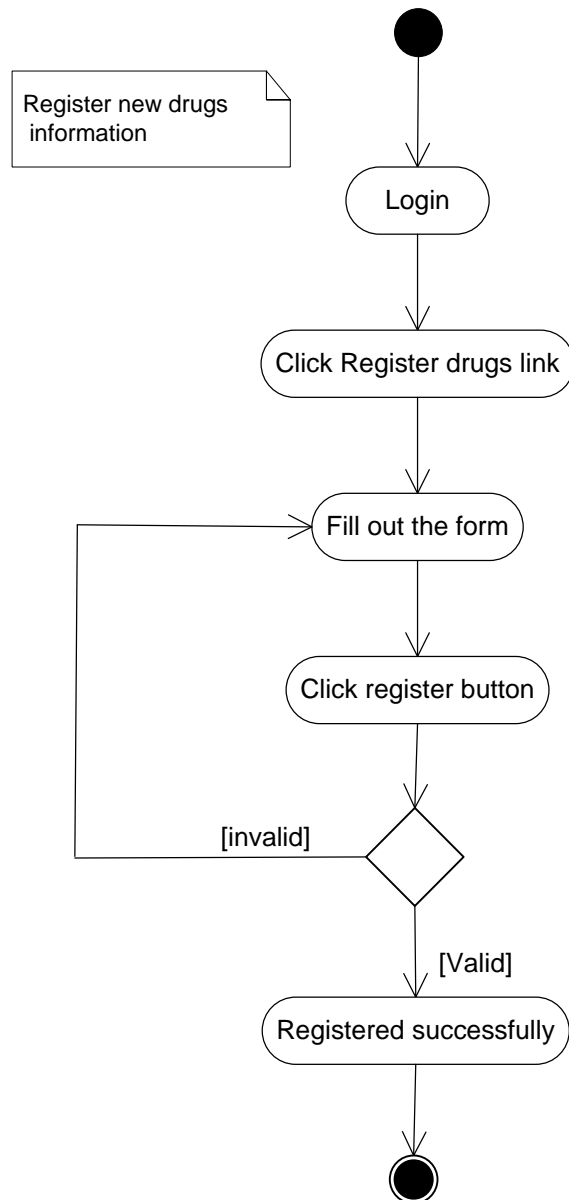 Register new drugs
information
Login
Click Register drugs link
Fill out the form
Click register button
[invalid]
[Valid]
Registered successfully